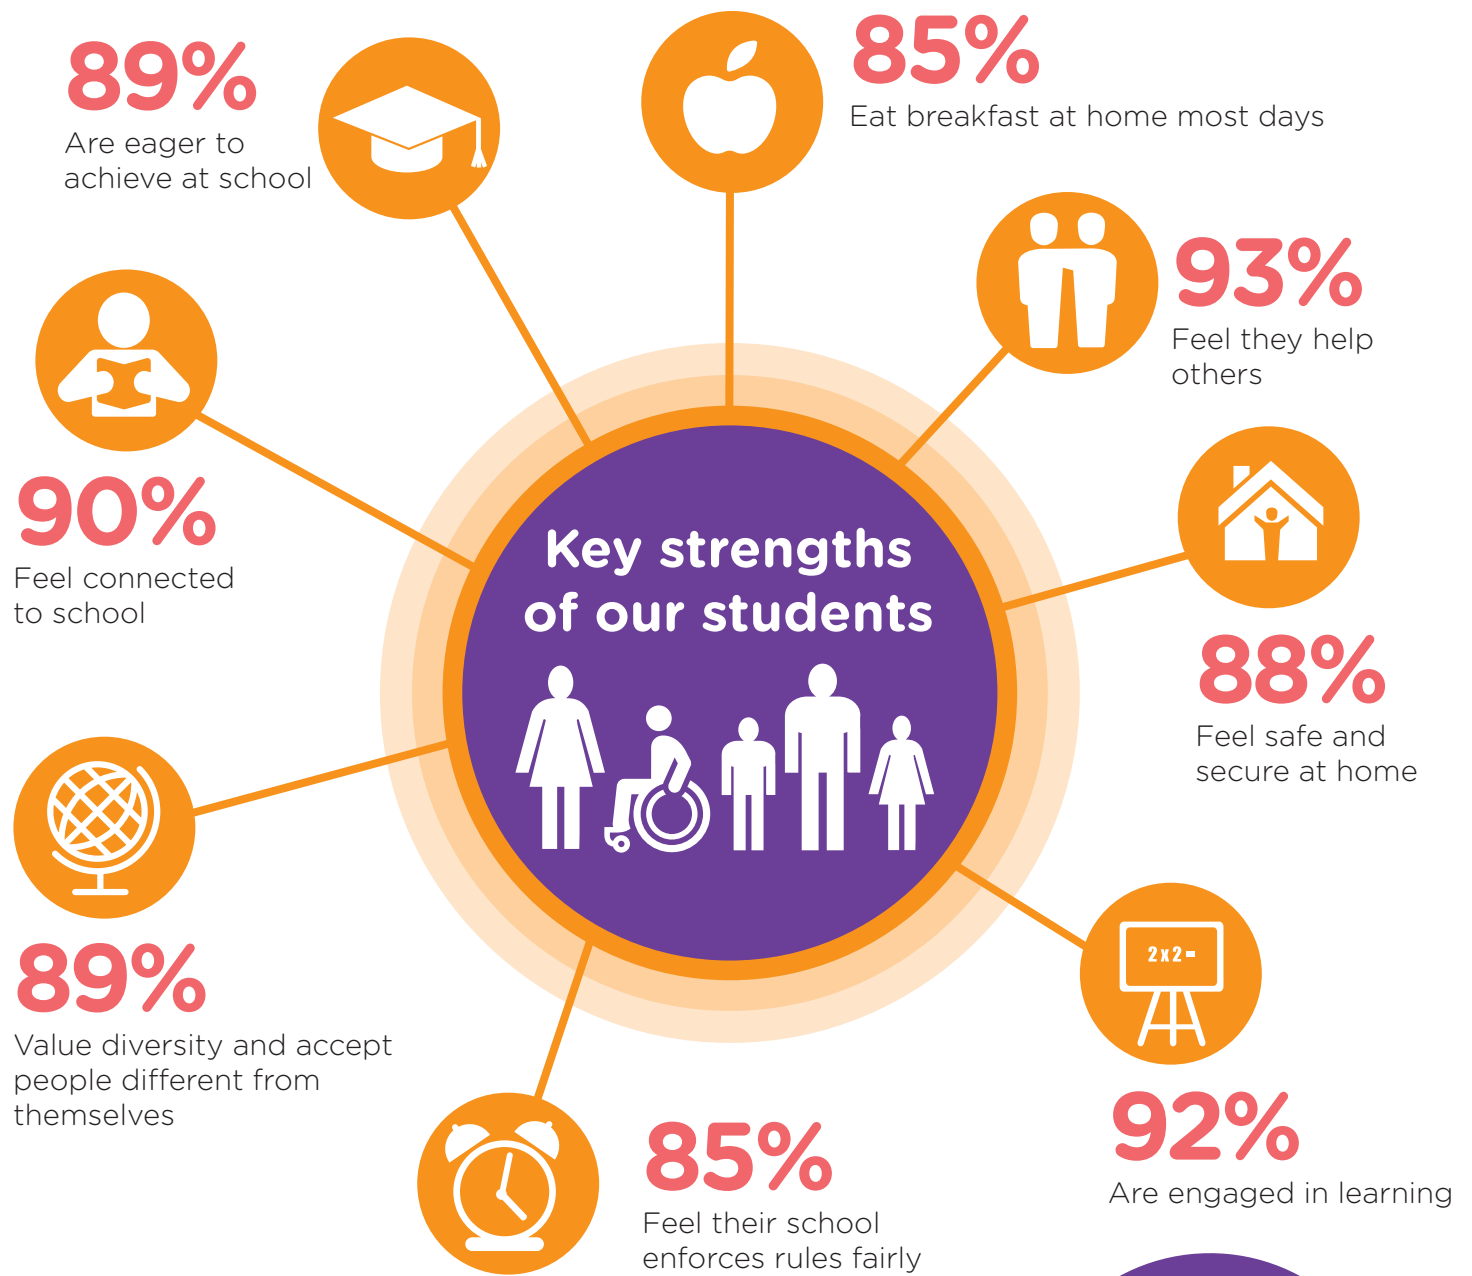 89%
Are eager to
achieve at school
85%
Eat breakfast at home most days
93%
Feel they help
others
90%
Feel connected
to school
Key strengths
of our students
88%
Feel safe and
secure at home
89%
Value diversity and accept
people different from
themselves
2x2=
92%
Are engaged in learning
85%
Feel their school
enforces rules fairly